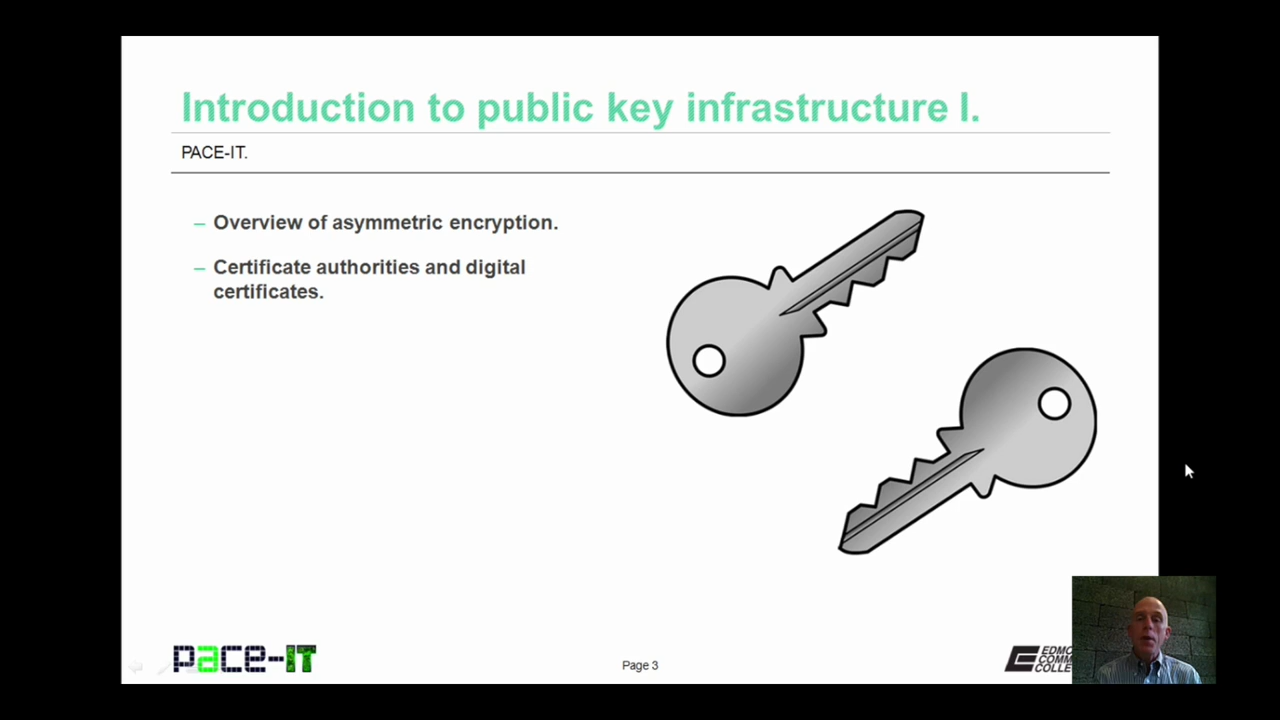 Introduction to public key infrastructure I.
PACE-IT.
– Overview of asymmetric encryption.
– Certificate authorities and digital
certificates.
pace-IT
Page 3